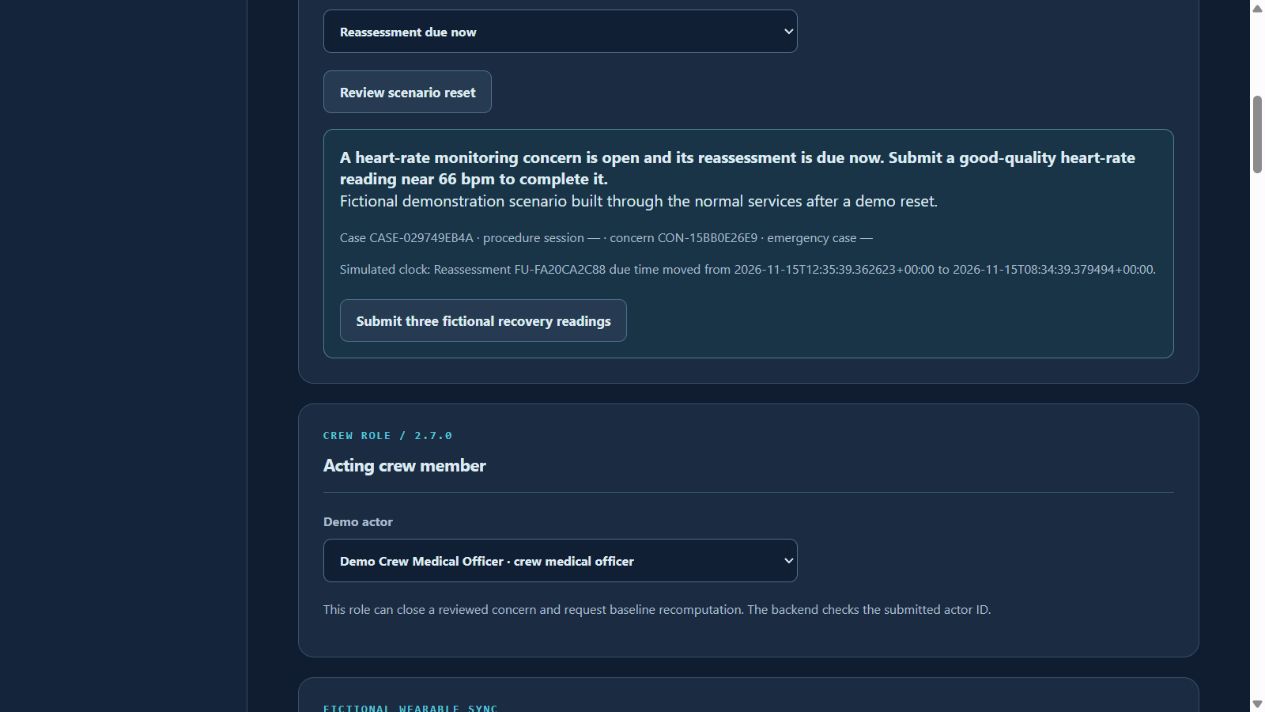 Reassessment due now
Review scenario reset
A heart-rate monitoring concern is open and its reassessment is due now. Submit a good-quality heart-rate
reading near 66 bpm to complete it.
Fictional demonstration scenario built through the normal services after a demo reset.
Case CASE-029749EB4A · procedure session — · concern CON-15BB0E26E9 · emergency case —
Simulated clock: Reassessment FU-FA20CA2C88 due time moved from 2026-11-15T12:35:39.362623+00:00 to 2026-11-15T08:34:39.379494+00:00.
Submit three fictional recovery readings
CREW ROLE / 2.7.0
Acting crew member
Demo actor
Demo Crew Medical Officer · crew medical officer
This role can close a reviewed concern and request baseline recomputation. The backend checks the submitted actor ID.
FICTIONAL WEARABLE SYNC